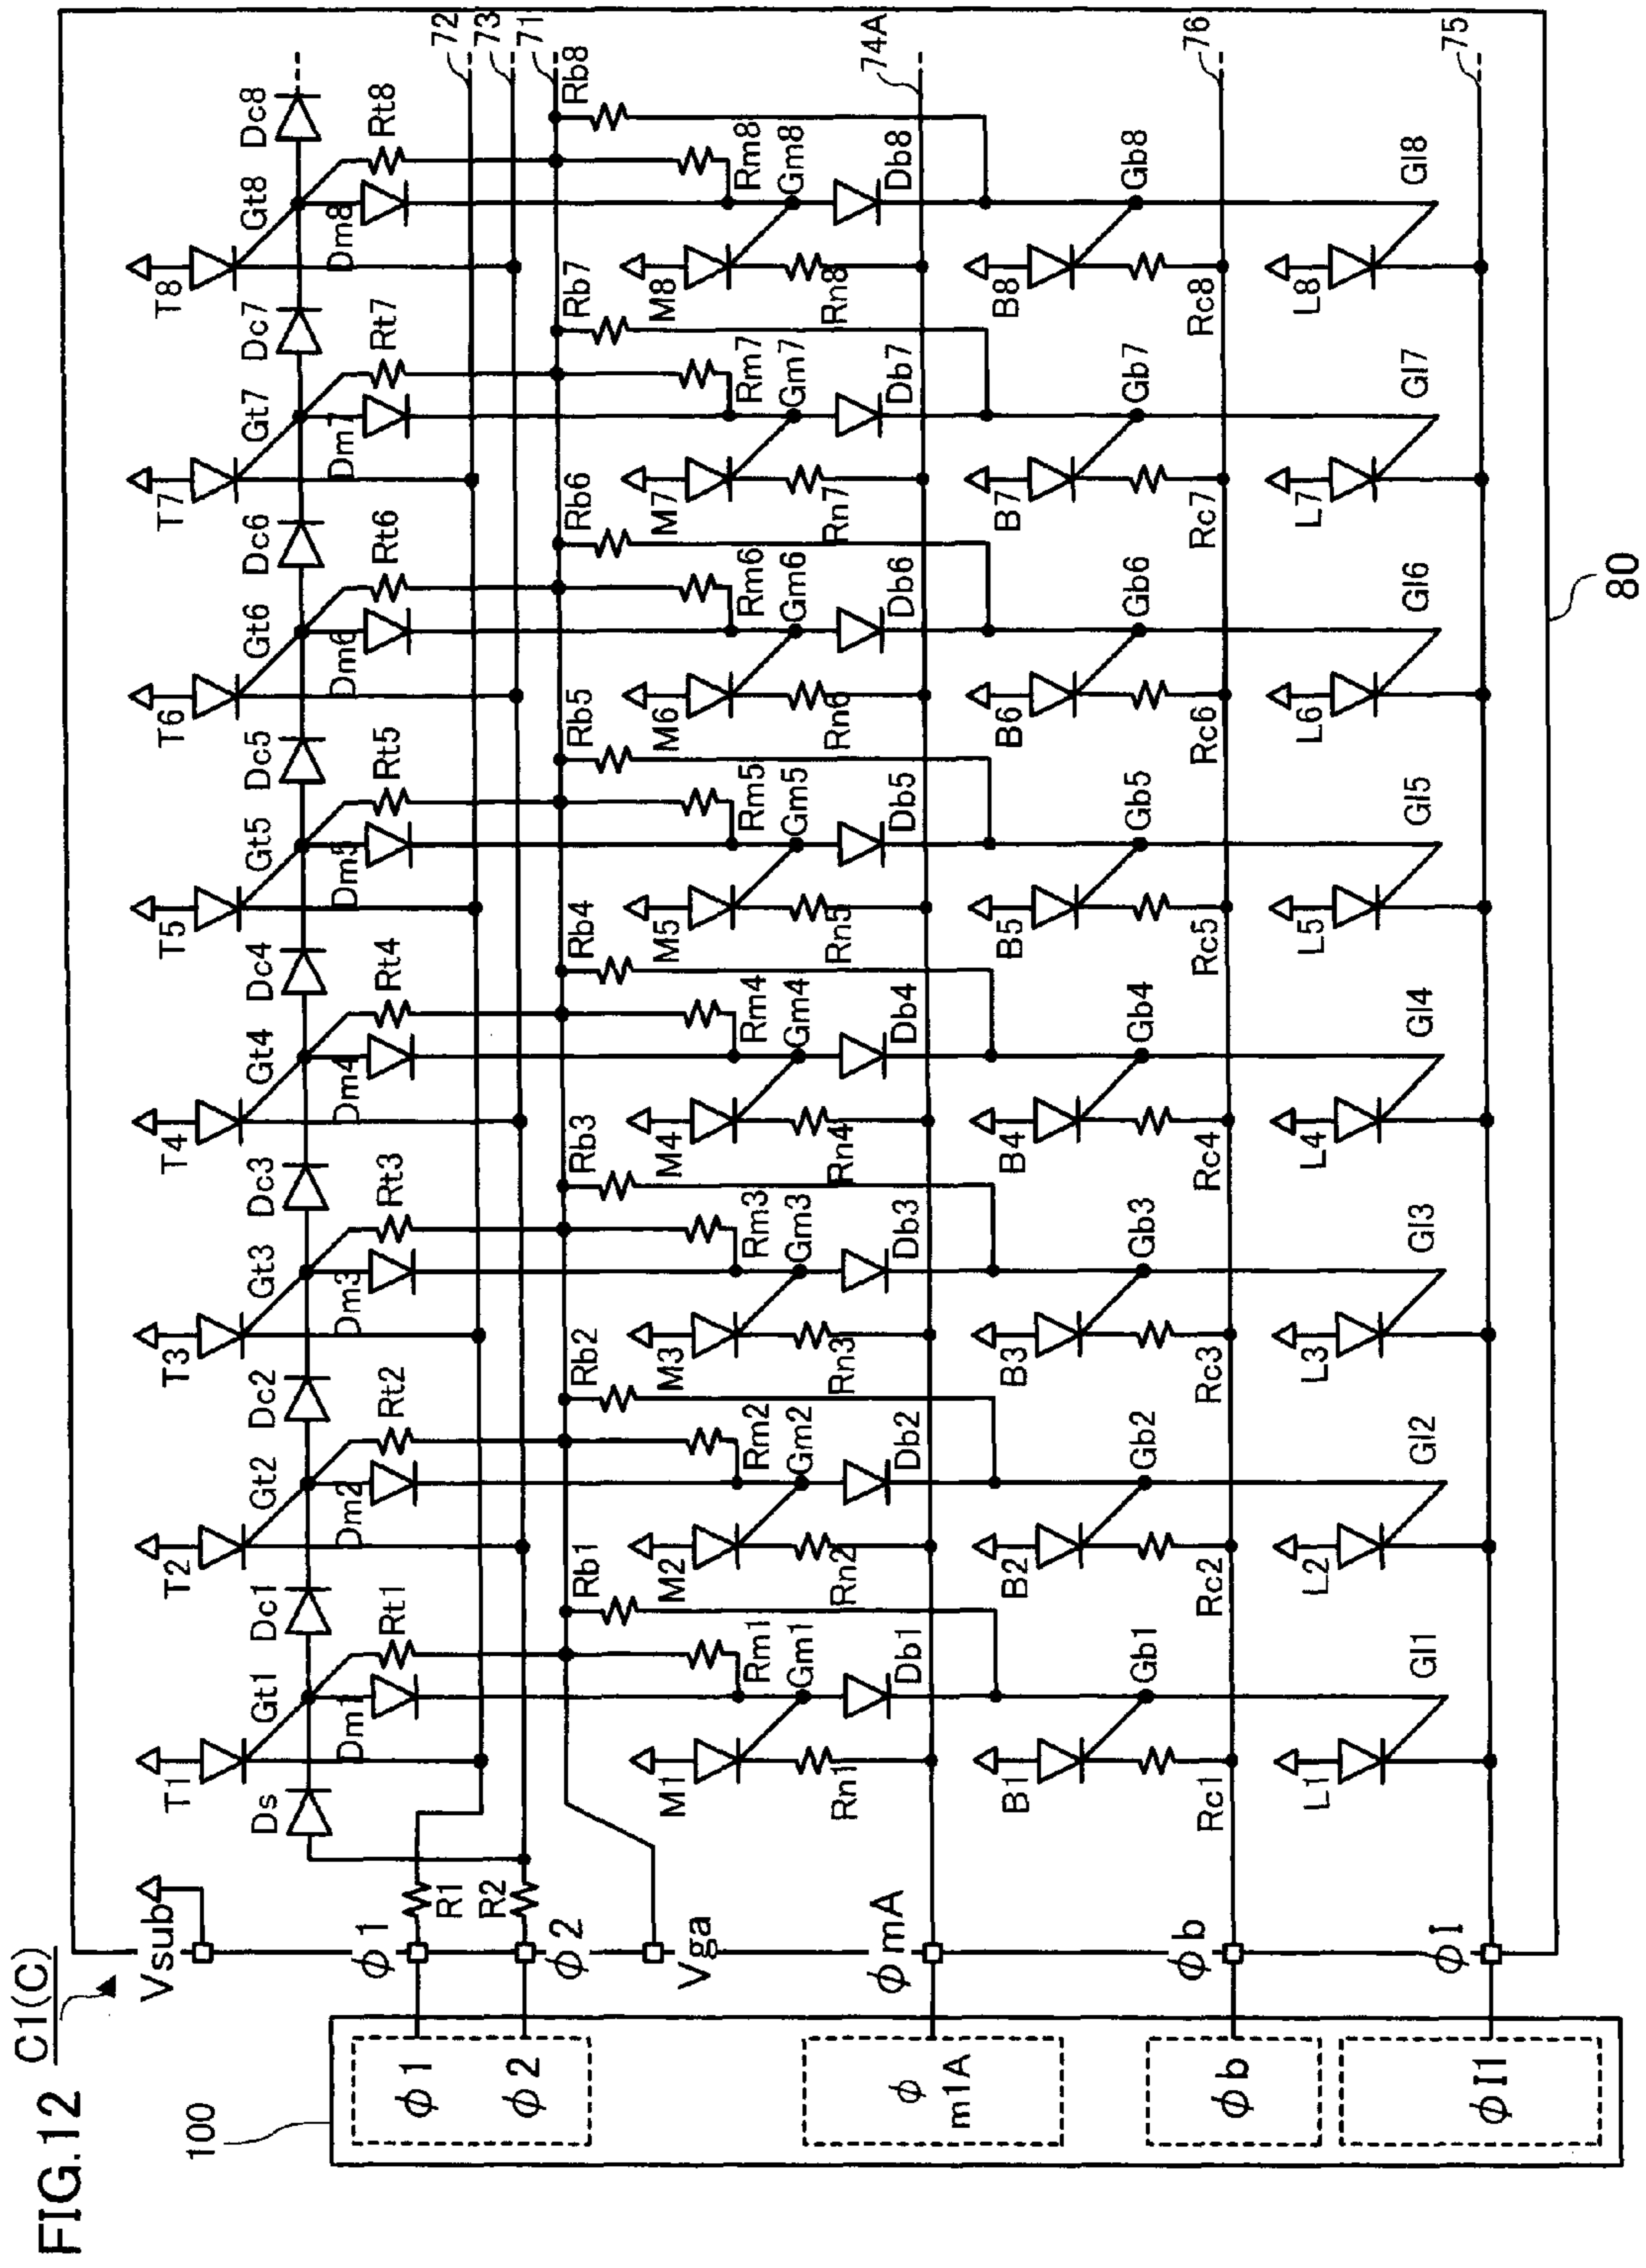 FIG.12
C1(C)
100
80
Vsub
ϕ1
ϕ2
Vga
ϕmA
ϕb
ϕI
ϕ1
ϕ2
ϕ
m1A
ϕb
ϕI1
R1
R2
72
73
71
74A
76
75
Ds
T1 T2 T3 T4 T5 T6 T7 T8
Gt1 Gt2 Gt3 Gt4 Gt5 Gt6 Gt7 Gt8
Dc1 Dc2 Dc3 Dc4 Dc5 Dc6 Dc7 Dc8
Dm1 Dm2 Dm3 Dm4 Dm5 Dm6 Dm7 Dm8
Rt1 Rt2 Rt3 Rt4 Rt5 Rt6 Rt7 Rt8
Rb1 Rb2 Rb3 Rb4 Rb5 Rb6 Rb7 Rb8
M1 M2 M3 M4 M5 M6 M7 M8
Rm1 Rm2 Rm3 Rm4 Rm5 Rm6 Rm7 Rm8
Gm1 Gm2 Gm3 Gm4 Gm5 Gm6 Gm7 Gm8
Rn1 Rn2 Rn3 Rn4 Rn5 Rn6 Rn7 Rn8
Db1 Db2 Db3 Db4 Db5 Db6 Db7 Db8
B1 B2 B3 B4 B5 B6 B7 B8
Gb1 Gb2 Gb3 Gb4 Gb5 Gb6 Gb7 Gb8
Rc1 Rc2 Rc3 Rc4 Rc5 Rc6 Rc7 Rc8
L1 L2 L3 L4 L5 L6 L7 L8
Gl1 Gl2 Gl3 Gl4 Gl5 Gl6 Gl7 Gl8